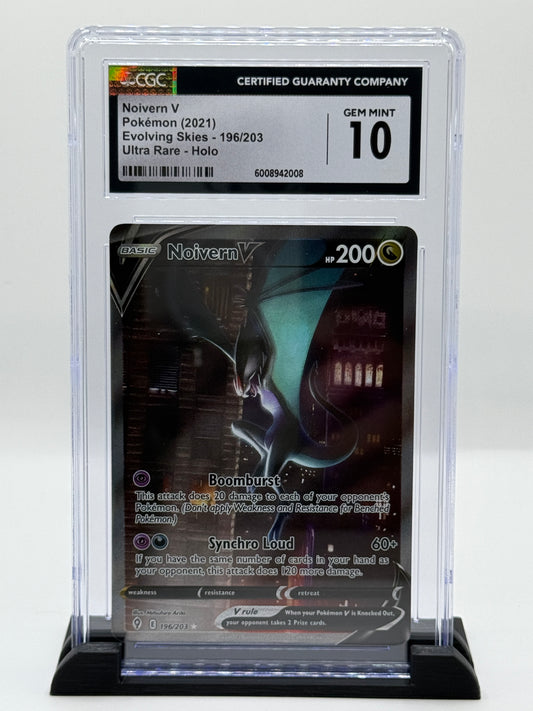 CGC
CERTIFIED GUARANTY COMPANY
Noivern V
Pokémon (2021)
Evolving Skies - 196/203
Ultra Rare - Holo
GEM MINT
10
6008942008
BASIC
Noivern V
HP 200
Boomburst
This attack does 20 damage to each of your opponent's
Pokémon. (Don't apply Weakness and Resistance for Benched
Pokémon.)
Synchro Loud 60+
If you have the same number of cards in your hand as
your opponent, this attack does 120 more damage.
weakness resistance retreat
Illus. Mitsuhiro Arita
196/203
V rule
When your Pokémon V is Knocked Out,
your opponent takes 2 Prize cards.